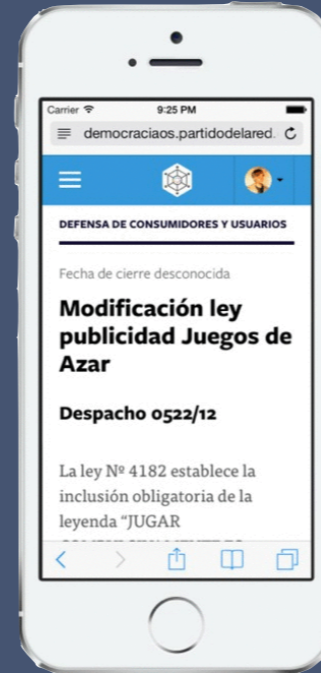 Carrier 9:25 PM
democraciaos.partidodelared.
DEFENSA DE CONSUMIDORES Y USUARIOS
Fecha de cierre desconocida
Modificación ley
publicidad Juegos de
Azar
Despacho 0522/12
La ley Nº 4182 establece la
inclusión obligatoria de la
leyenda “JUGAR